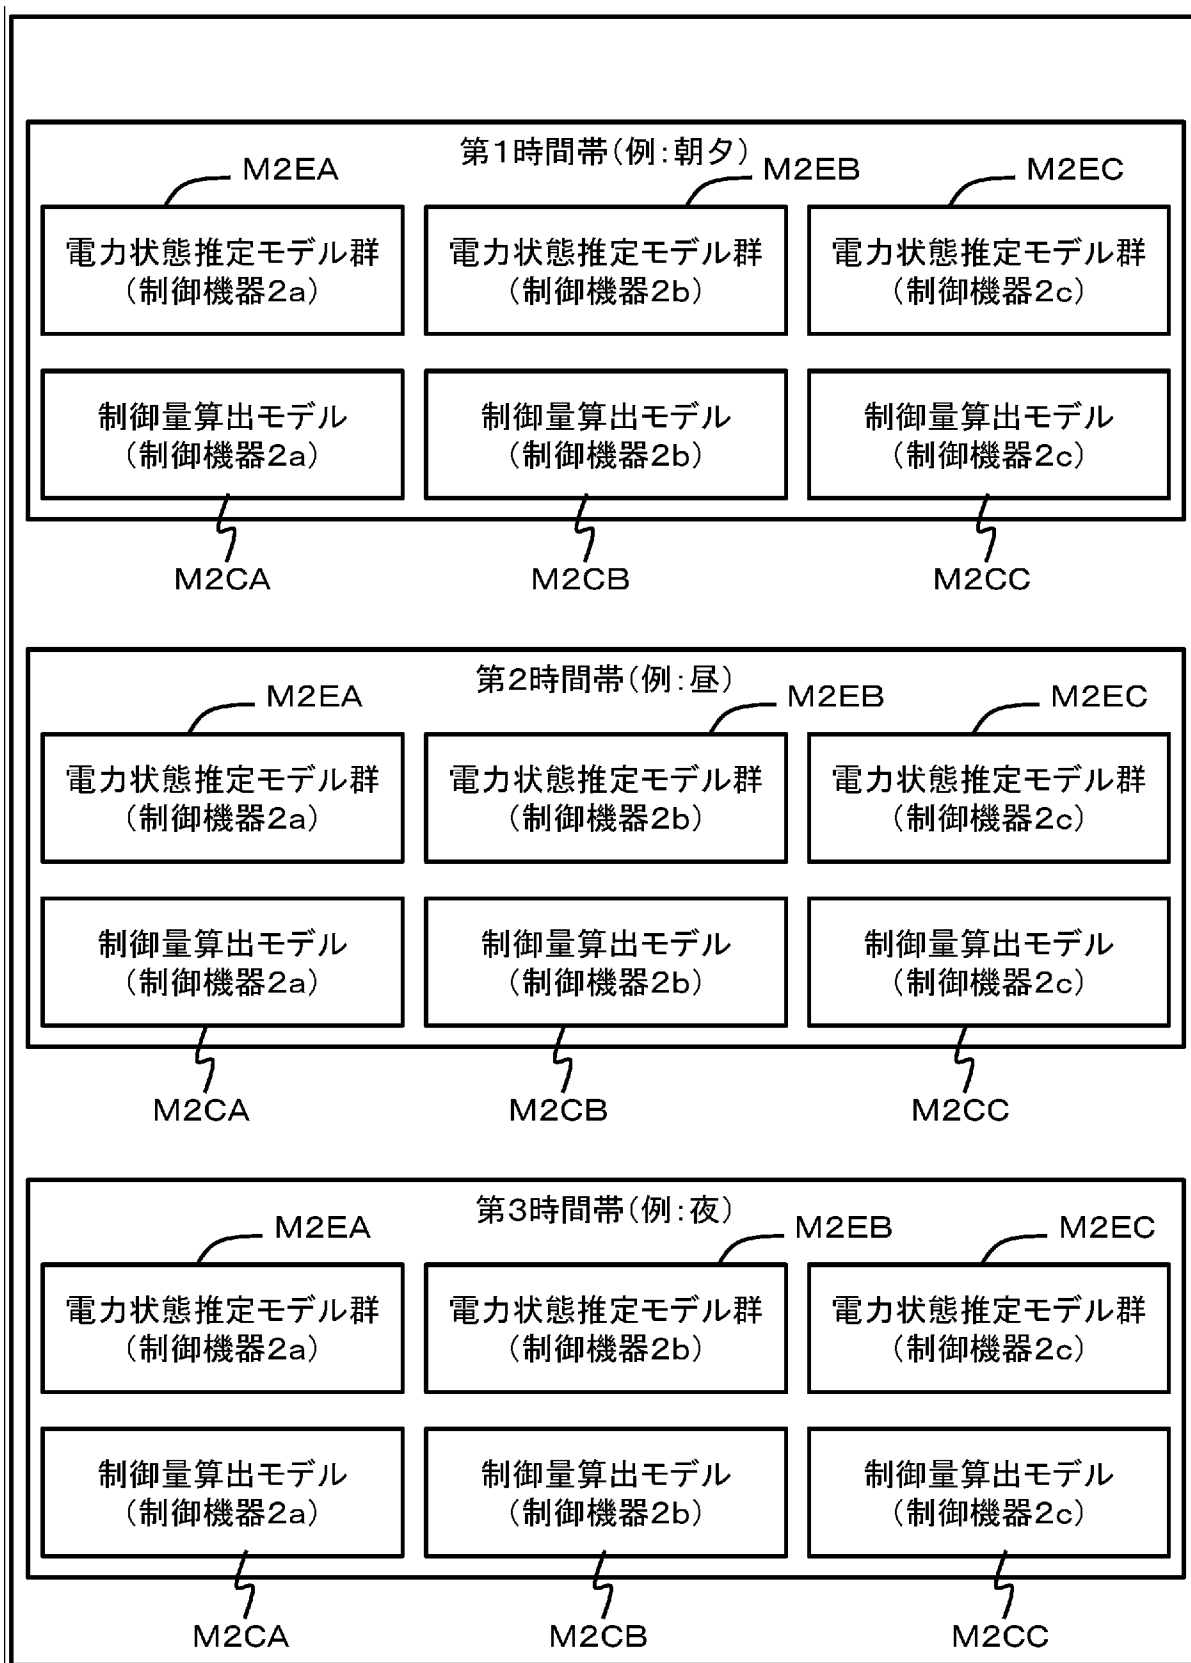 第1時間帯(例:朝夕)
M2EA
M2EB
M2EC
電力状態推定モデル群
(制御機器2a)
電力状態推定モデル群
(制御機器2b)
電力状態推定モデル群
(制御機器2c)
制御量算出モデル
(制御機器2a)
制御量算出モデル
(制御機器2b)
制御量算出モデル
(制御機器2c)
M2CA
M2CB
M2CC
第2時間帯(例:昼)
M2EA
M2EB
M2EC
電力状態推定モデル群
(制御機器2a)
電力状態推定モデル群
(制御機器2b)
電力状態推定モデル群
(制御機器2c)
制御量算出モデル
(制御機器2a)
制御量算出モデル
(制御機器2b)
制御量算出モデル
(制御機器2c)
M2CA
M2CB
M2CC
第3時間帯(例:夜)
M2EA
M2EB
M2EC
電力状態推定モデル群
(制御機器2a)
電力状態推定モデル群
(制御機器2b)
電力状態推定モデル群
(制御機器2c)
制御量算出モデル
(制御機器2a)
制御量算出モデル
(制御機器2b)
制御量算出モデル
(制御機器2c)
M2CA
M2CB
M2CC